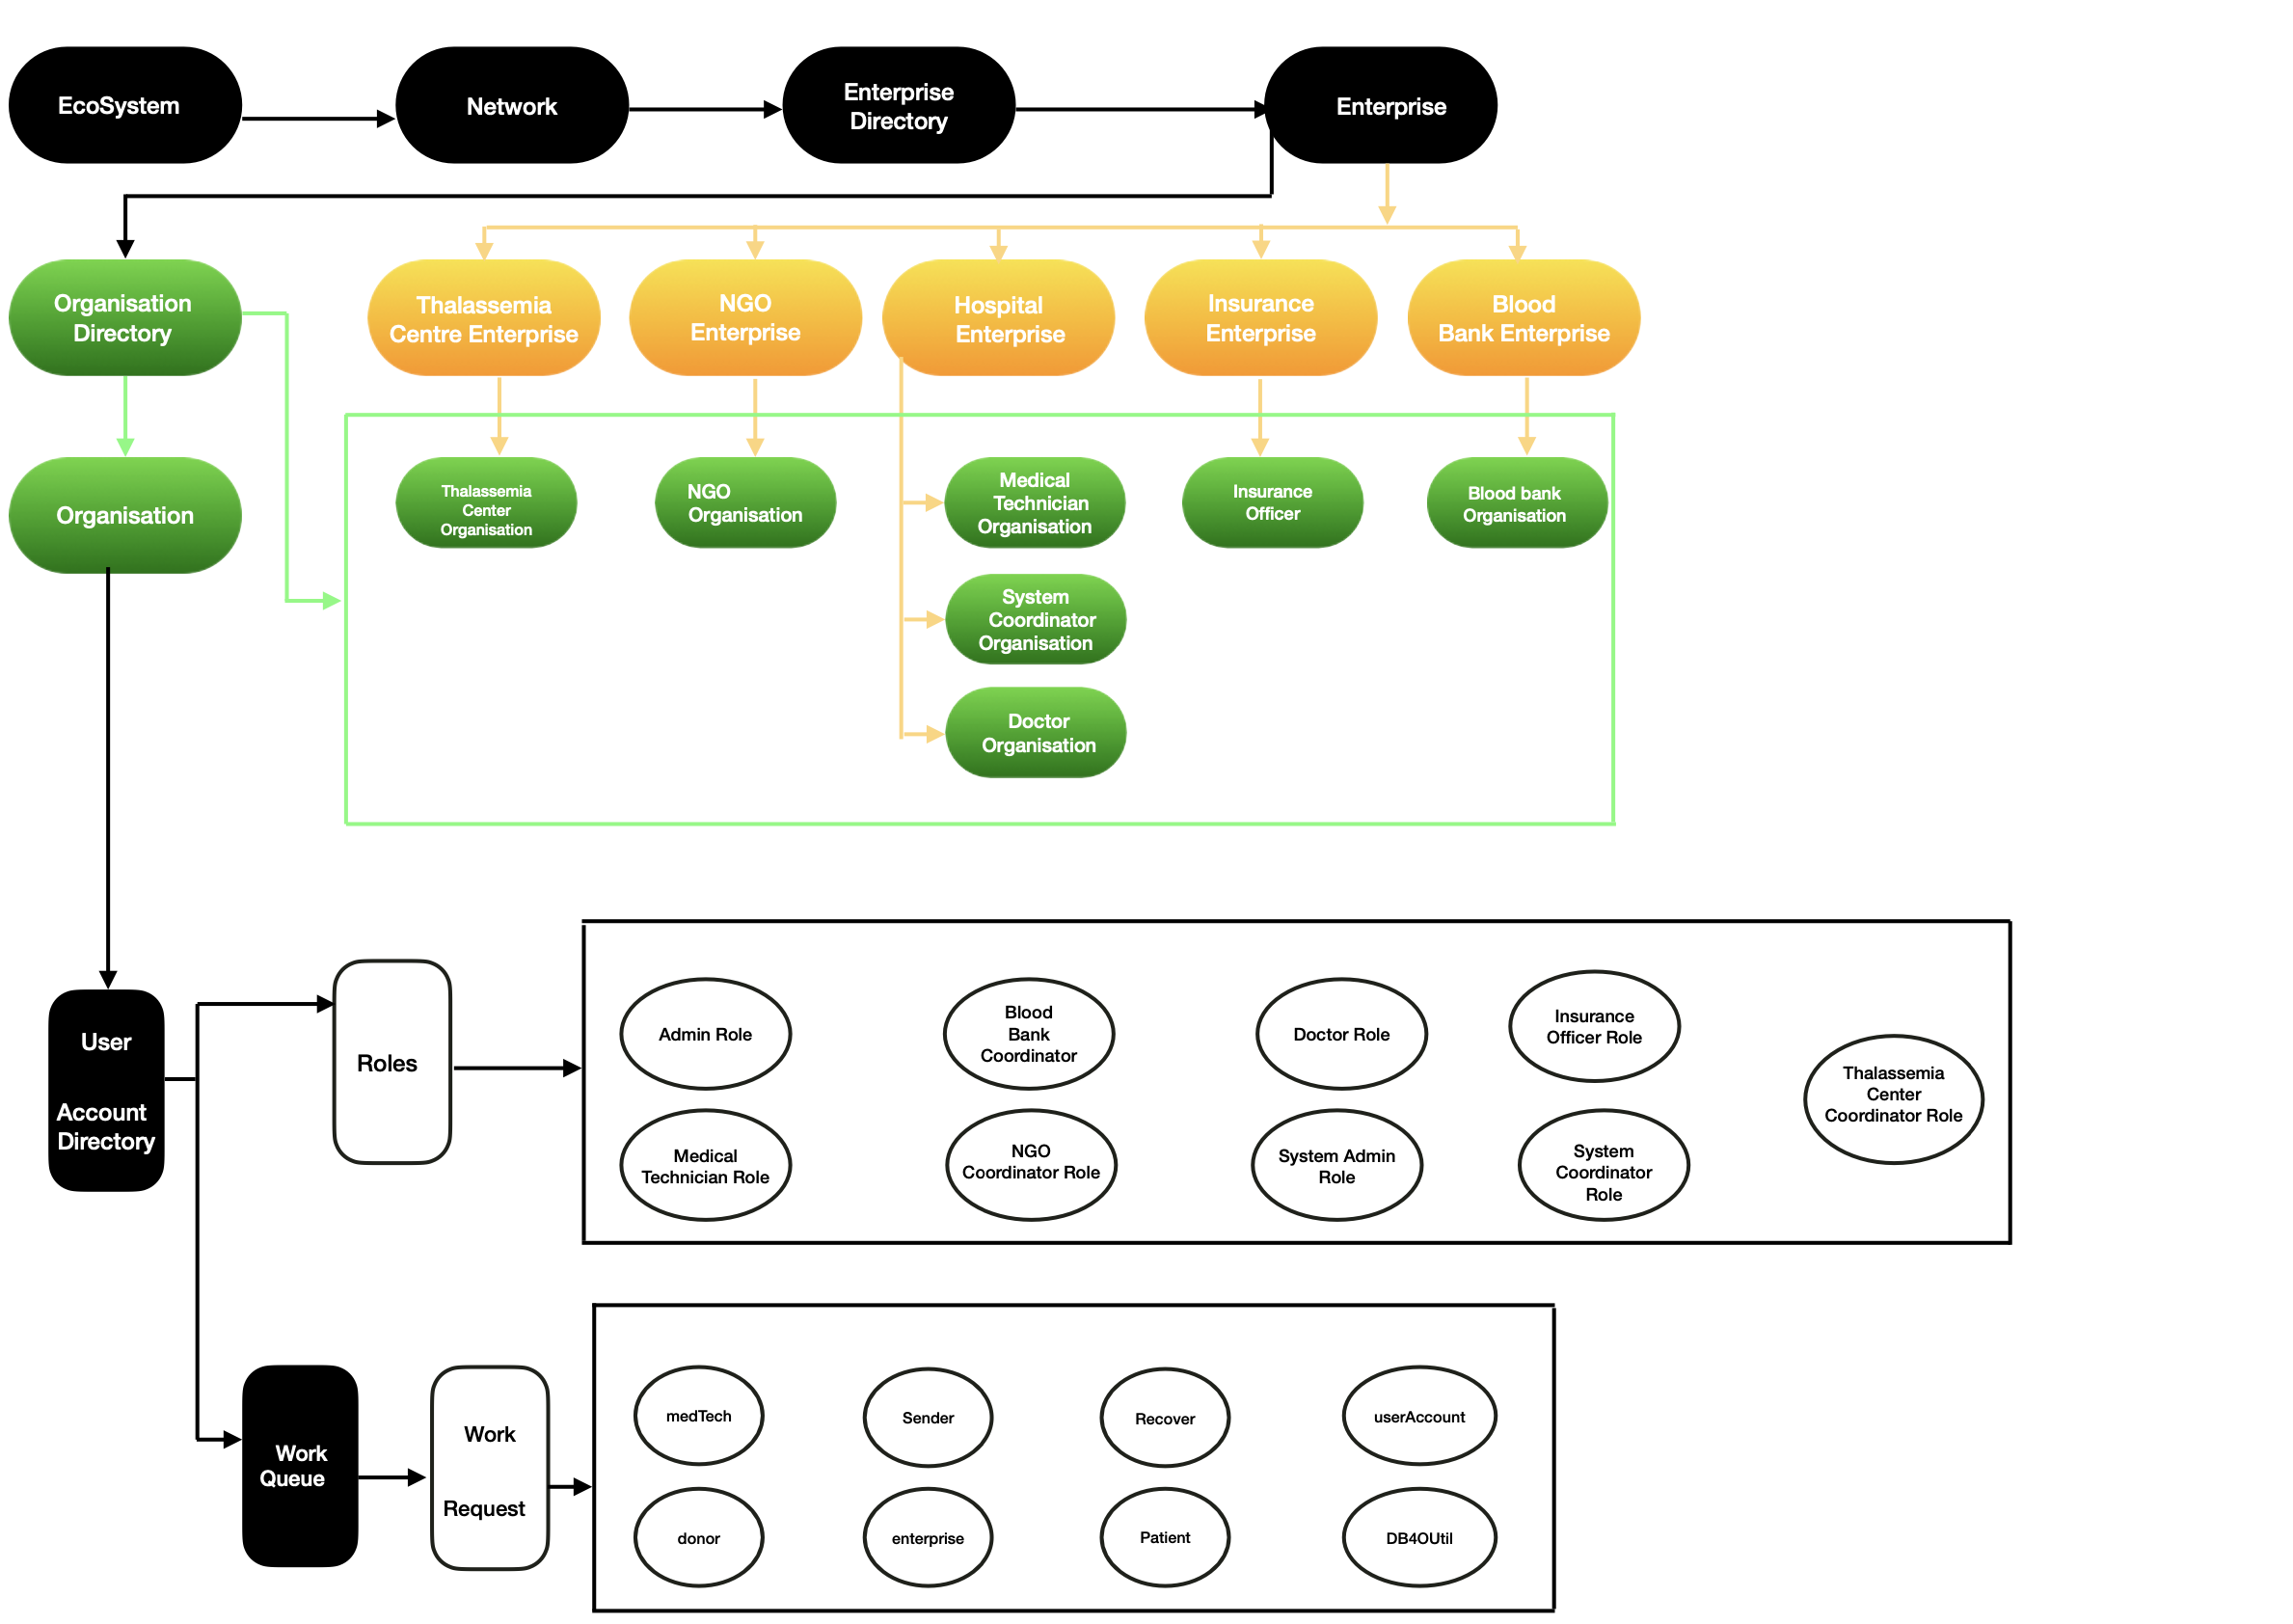 EcoSystem
Network
Enterprise
Directory
Enterprise
Organisation
Directory
Thalassemia
Centre Enterprise
NGO
Enterprise
Hospital
Enterprise
Insurance
Enterprise
Blood
Bank Enterprise
Organisation
Thalassemia
Center
Organisation
NGO
Organisation
Medical
Technician
Organisation
Insurance
Officer
Blood bank
Organisation
System
Coordinator
Organisation
Doctor
Organisation
User
Account
Directory
Roles
Admin Role
Blood
Bank
Coordinator
Doctor Role
Insurance
Officer Role
Thalassemia
Center
Coordinator Role
Medical
Technician Role
NGO
Coordinator Role
System Admin
Role
System
Coordinator
Role
Work
Queue
Work
Request
medTech
Sender
Recover
userAccount
donor
enterprise
Patient
DB4OUtil